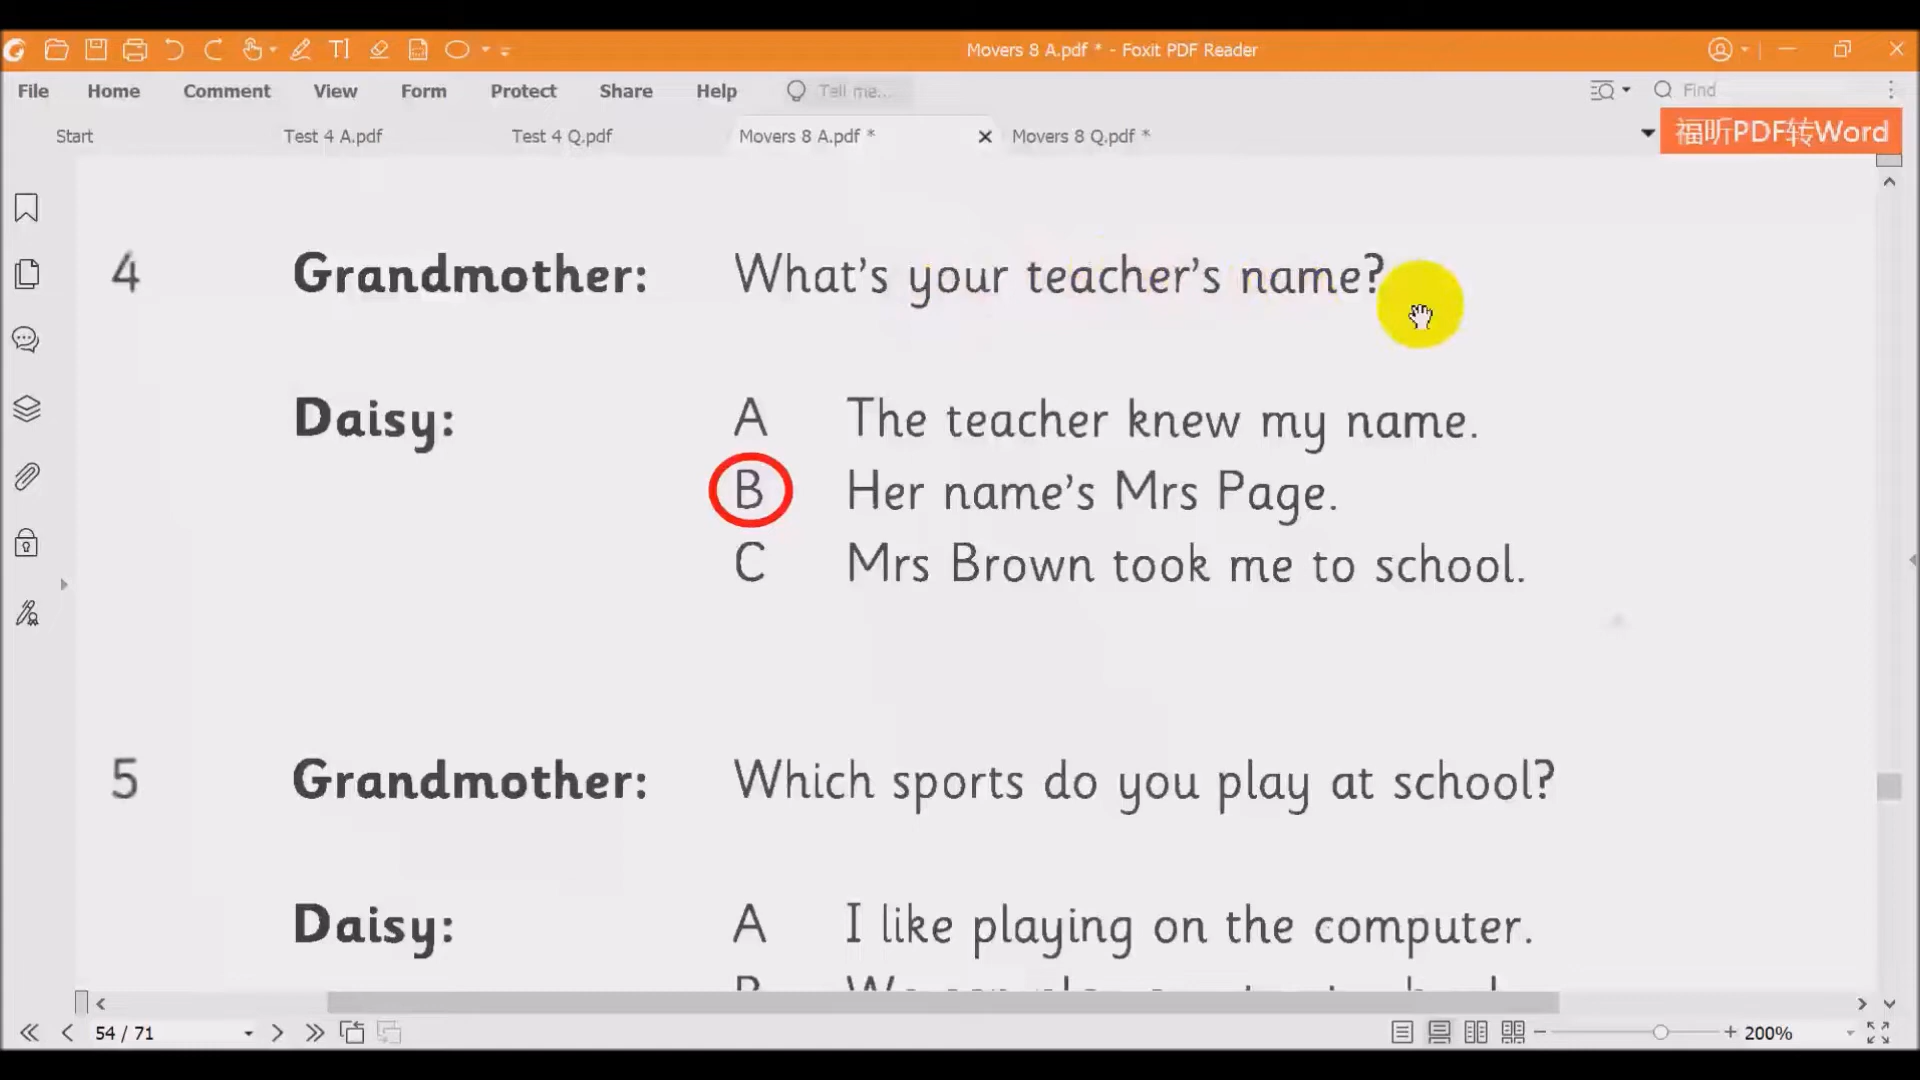 Movers 8 A.pdf * - Foxit PDF Reader
File Home Comment View Form Protect Share Help Tell me... Find
Start Test 4 A.pdf Test 4 Q.pdf Movers 8 A.pdf * Movers 8 Q.pdf * 福昕PDF转Word
4 Grandmother: What's your teacher's name?
Daisy: A The teacher knew my name.
B Her name's Mrs Page.
C Mrs Brown took me to school.
5 Grandmother: Which sports do you play at school?
Daisy: A I like playing on the computer.
54 / 71 200%